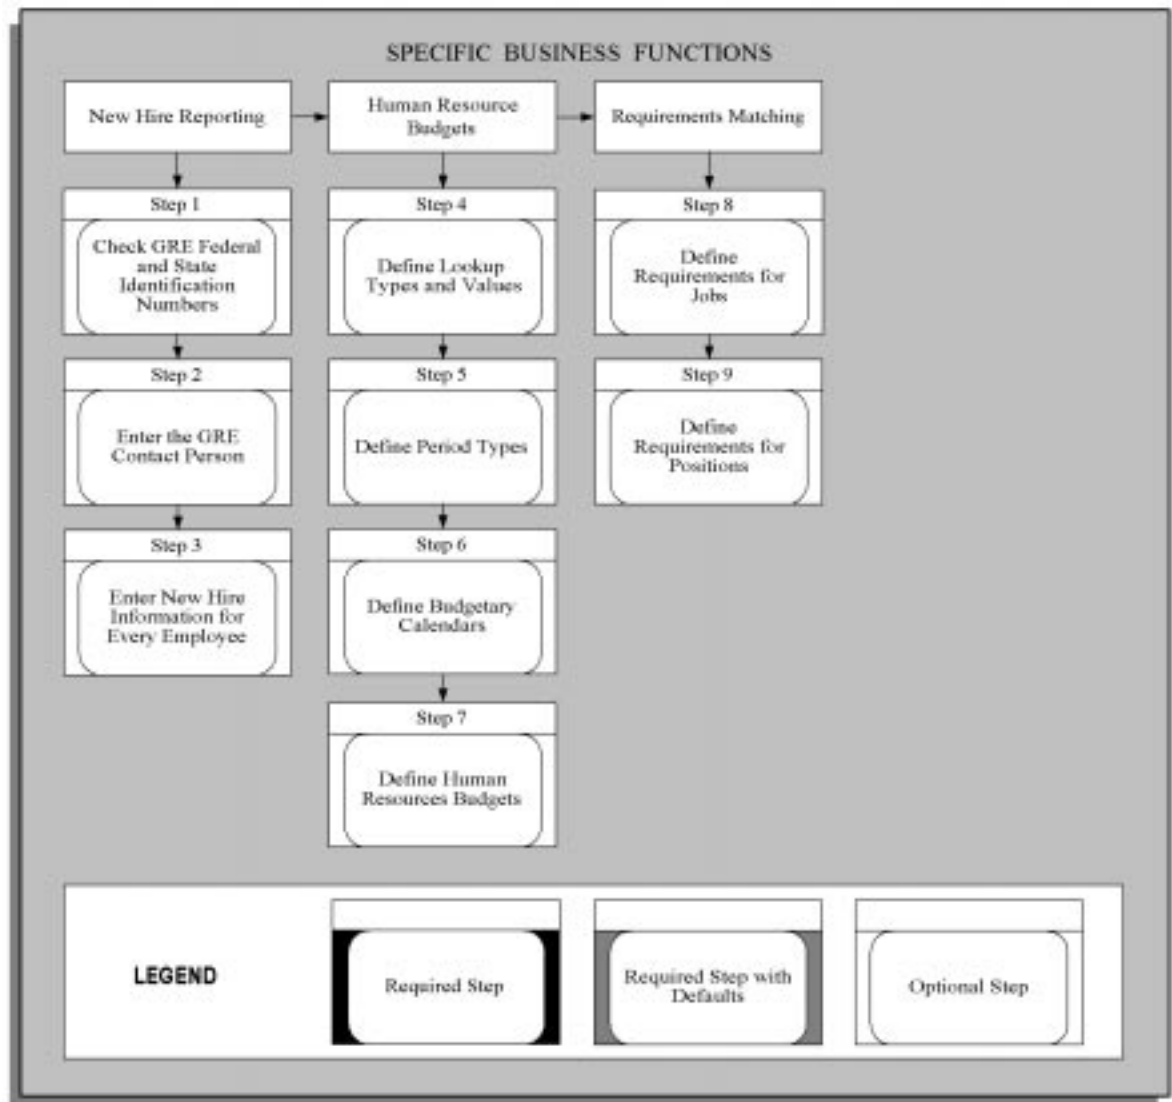 SPECIFIC BUSINESS FUNCTIONS
New Hire Reporting
Human Resource
Budgets
Requirements Matching
Step 1
Check GRE Federal
and State
Identification
Numbers
Step 2
Enter the GRE
Contact Person
Step 3
Enter New Hire
Information for
Every Employee
Step 4
Define Lookup
Types and Values
Step 5
Define Period Types
Step 6
Define Budgetary
Calendars
Step 7
Define Human
Resources Budgets
Step 8
Define
Requirements for
Jobs
Step 9
Define
Requirements for
Positions
LEGEND
Required Step
Required Step with
Defaults
Optional Step